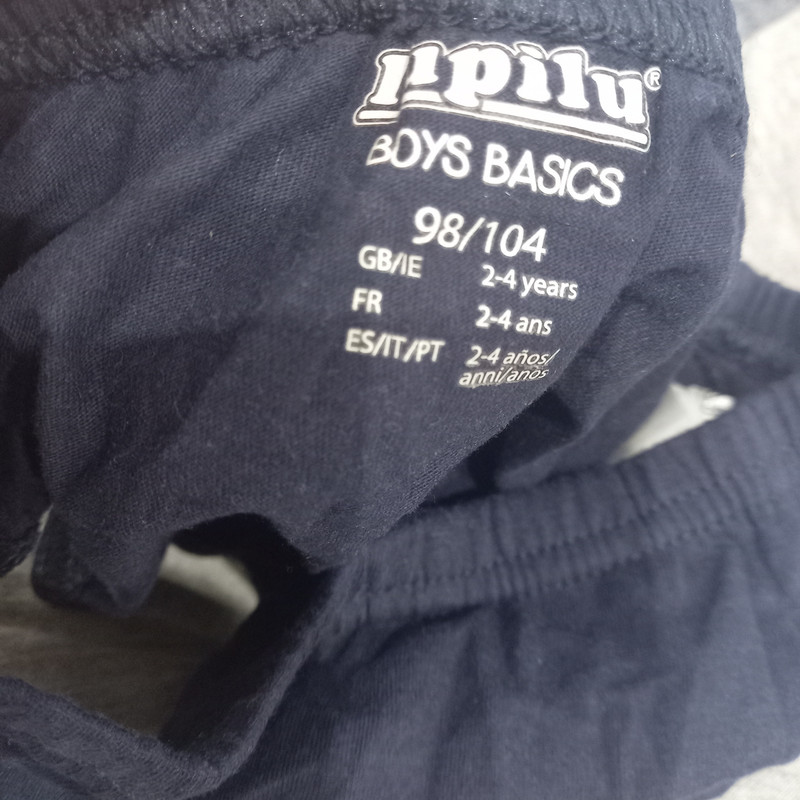 lupilu®
BOYS BASICS
98/104
GB/IE 2-4 years
FR 2-4 ans
ES/IT/PT 2-4 años/
anni/anos